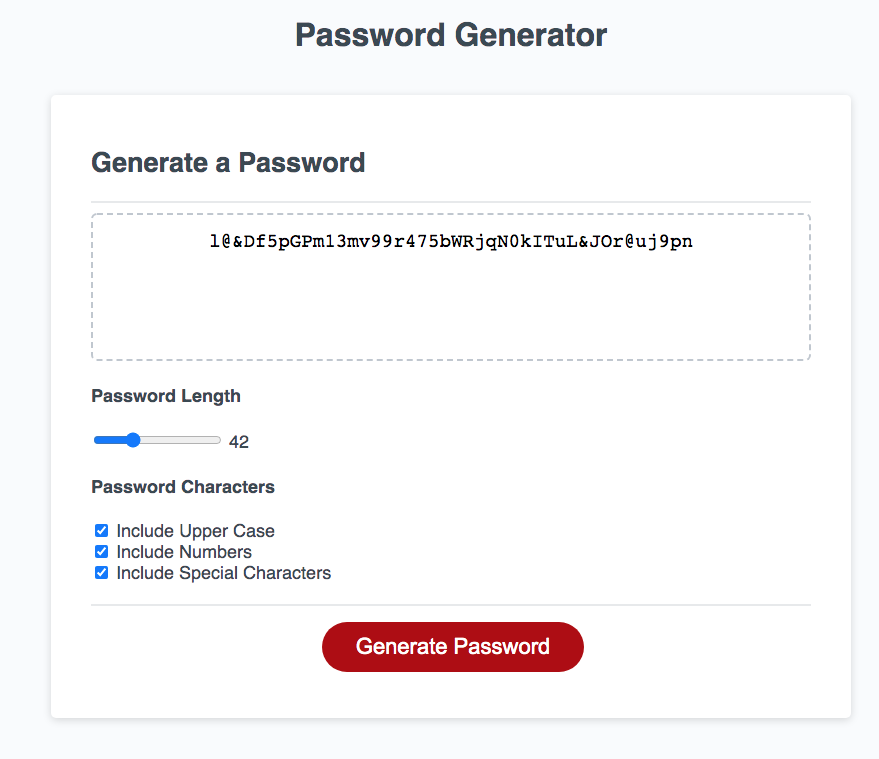 Password Generator
Generate a Password
l@&Df5pGPm13mv99r475bWRjqN0kITuL&JOr@uj9pn
Password Length
42
Password Characters
Include Upper Case
Include Numbers
Include Special Characters
Generate Password